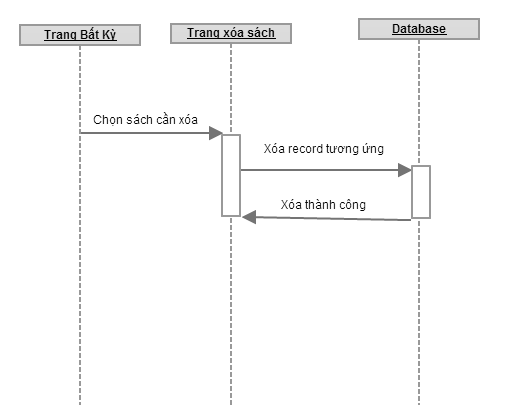 Trang Bất Kỳ
Trang xóa sách
Database
Chọn sách cần xóa
Xóa record tương ứng
Xóa thành công